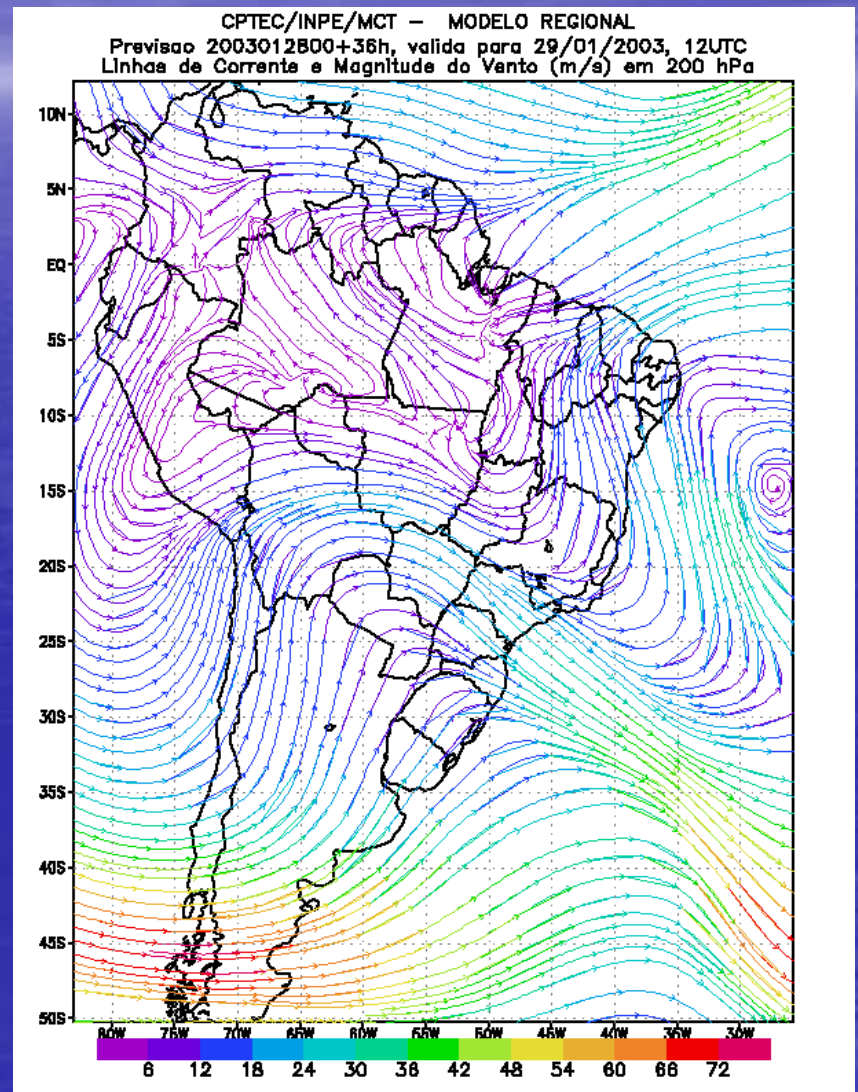 CPTEC/INPE/MCT – MODELO REGIONAL
Previsao 2003012800+36h, valida para 29/01/2003, 12UTC
Linhas de Corrente e Magnitude do Vento (m/s) em 200 hPa
10N
5N
EQ
5S
10S
15S
20S
25S
30S
35S
40S
45S
50S
80W 75W 70W 65W 60W 55W 50W 45W 40W 35W 30W
6 12 18 24 30 36 42 48 54 60 66 72